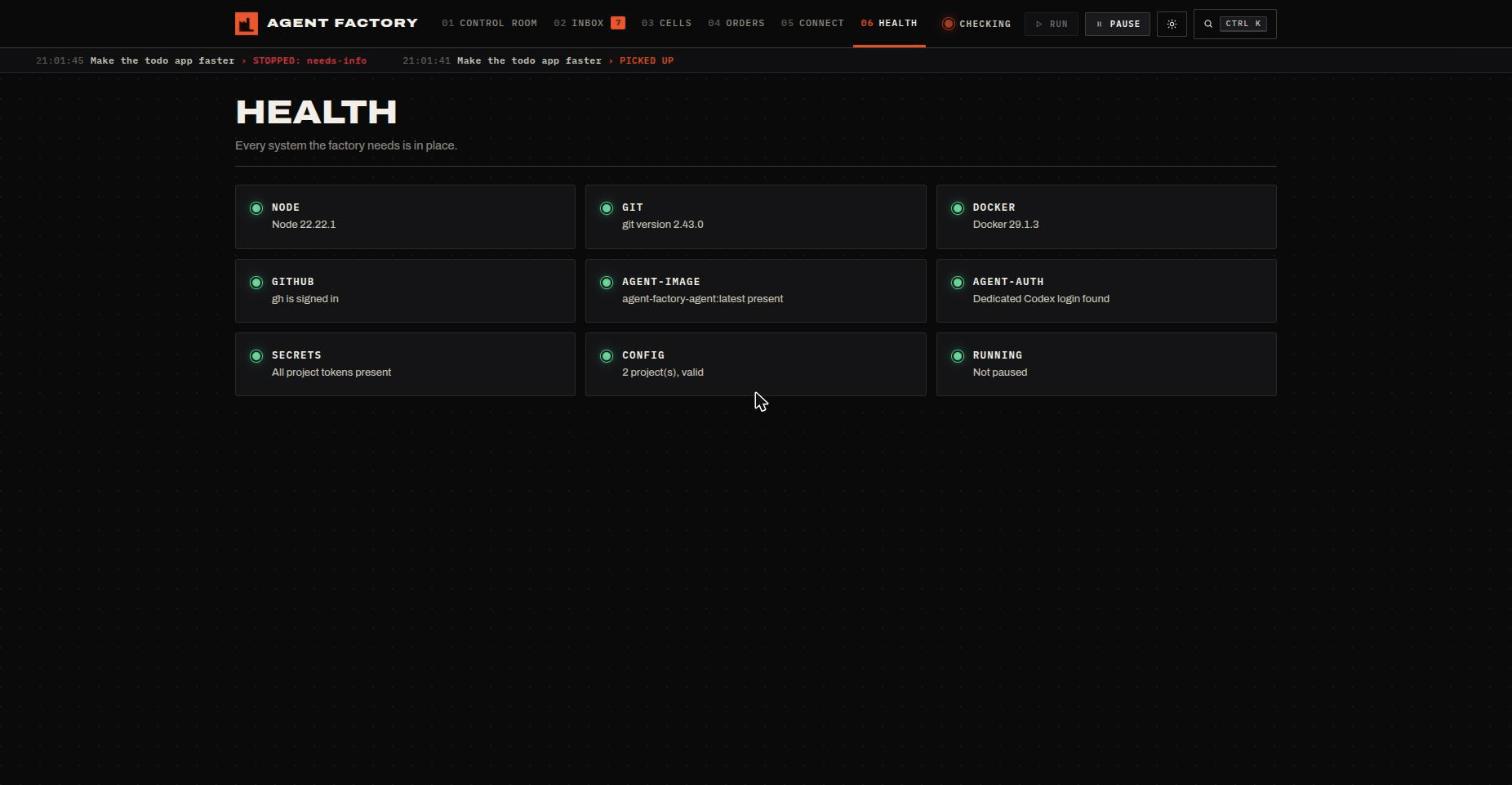 AGENT FACTORY 01 CONTROL ROOM 02 INBOX 7 03 CELLS 04 ORDERS 05 CONNECT 06 HEALTH CHECKING RUN PAUSE CTRL K
21:01:45 Make the todo app faster › STOPPED: needs-info 21:01:41 Make the todo app faster › PICKED UP
HEALTH
Every system the factory needs is in place.
NODE
Node 22.22.1
GIT
git version 2.43.0
DOCKER
Docker 29.1.3
GITHUB
gh is signed in
AGENT-IMAGE
agent-factory-agent:latest present
AGENT-AUTH
Dedicated Codex login found
SECRETS
All project tokens present
CONFIG
2 project(s), valid
RUNNING
Not paused